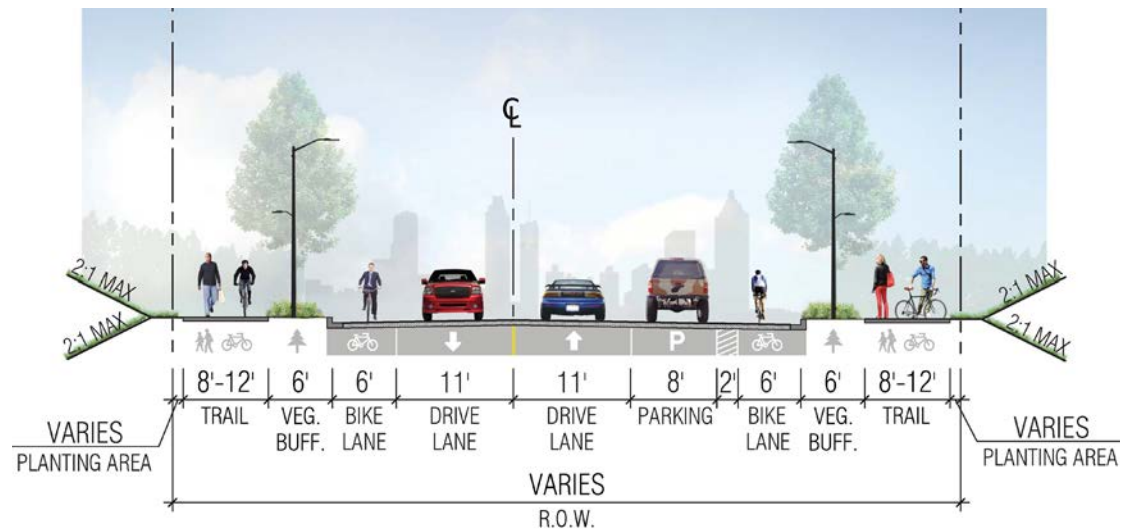 ℄
2:1 MAX
2:1 MAX
2:1 MAX
2:1 MAX
P
8'-12' 6' 6' 11' 11' 8' 2' 6' 6' 8'-12'
TRAIL VEG. BUFF. BIKE LANE DRIVE LANE DRIVE LANE PARKING BIKE LANE VEG. BUFF. TRAIL
VARIES
PLANTING AREA
VARIES
PLANTING AREA
VARIES
R.O.W.